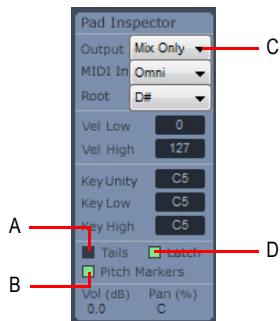 Pad Inspector
Output Mix Only C
MIDI In Omni
Root D#
Vel Low 0
Vel High 127
Key Unity C5
Key Low C5
Key High C5
A Tails Latch D
B Pitch Markers
Vol (dB) Pan (%)
0.0 C